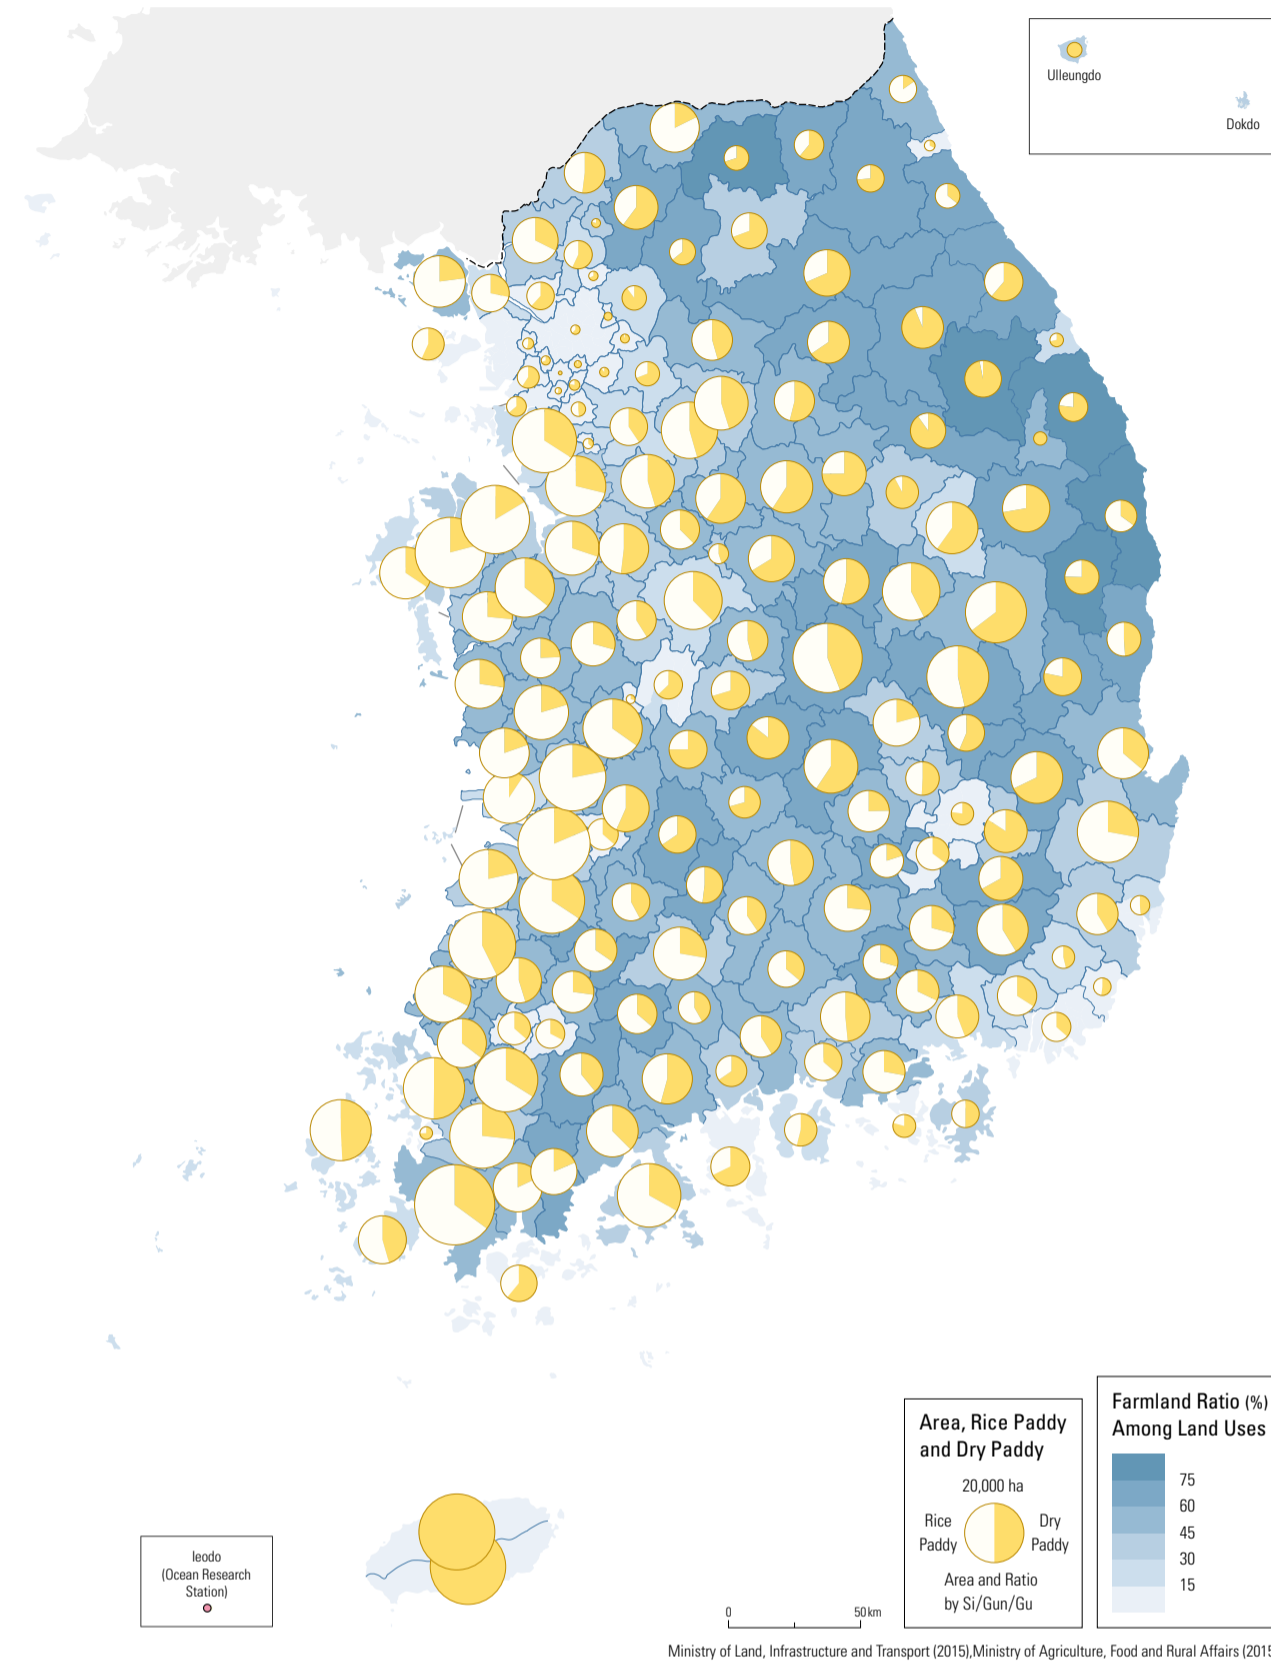 Ulleungdo
Dokdo
Area, Rice Paddy
and Dry Paddy
20,000 ha
Rice
Paddy
Dry
Paddy
Area and Ratio
by Si/Gun/Gu
Farmland Ratio (%)
Among Land Uses
75
60
45
30
15
Ieodo
(Ocean Research
Station)
0
50km
Ministry of Land, Infrastructure and Transport (2015),Ministry of Agriculture, Food and Rural Affairs (2015